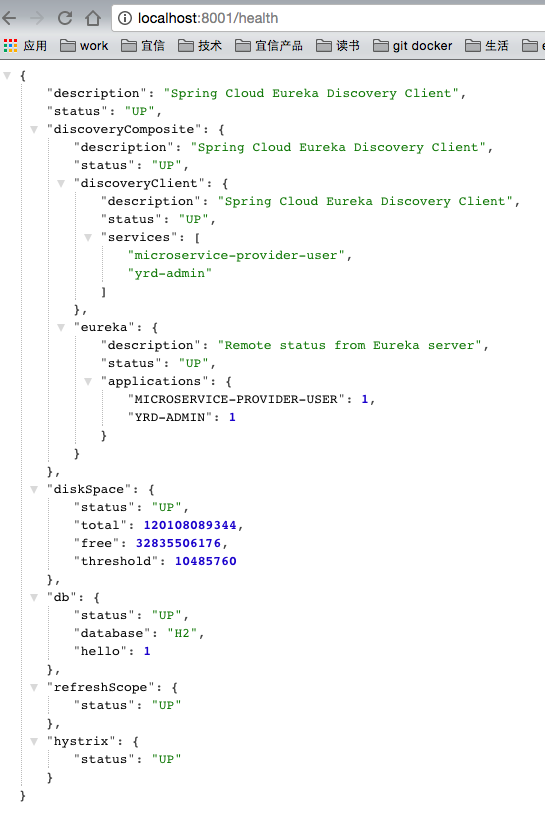 localhost:8001/health
应用 work 宜信 技术 宜信产品 读书 git docker 生活
{
"description": "Spring Cloud Eureka Discovery Client",
"status": "UP",
"discoveryComposite": {
"description": "Spring Cloud Eureka Discovery Client",
"status": "UP",
"discoveryClient": {
"description": "Spring Cloud Eureka Discovery Client",
"status": "UP",
"services": [
"microservice-provider-user",
"yrd-admin"
]
},
"eureka": {
"description": "Remote status from Eureka server",
"status": "UP",
"applications": {
"MICROSERVICE-PROVIDER-USER": 1,
"YRD-ADMIN": 1
}
}
},
"diskSpace": {
"status": "UP",
"total": 120108089344,
"free": 32835506176,
"threshold": 10485760
},
"db": {
"status": "UP",
"database": "H2",
"hello": 1
},
"refreshScope": {
"status": "UP"
},
"hystrix": {
"status": "UP"
}
}